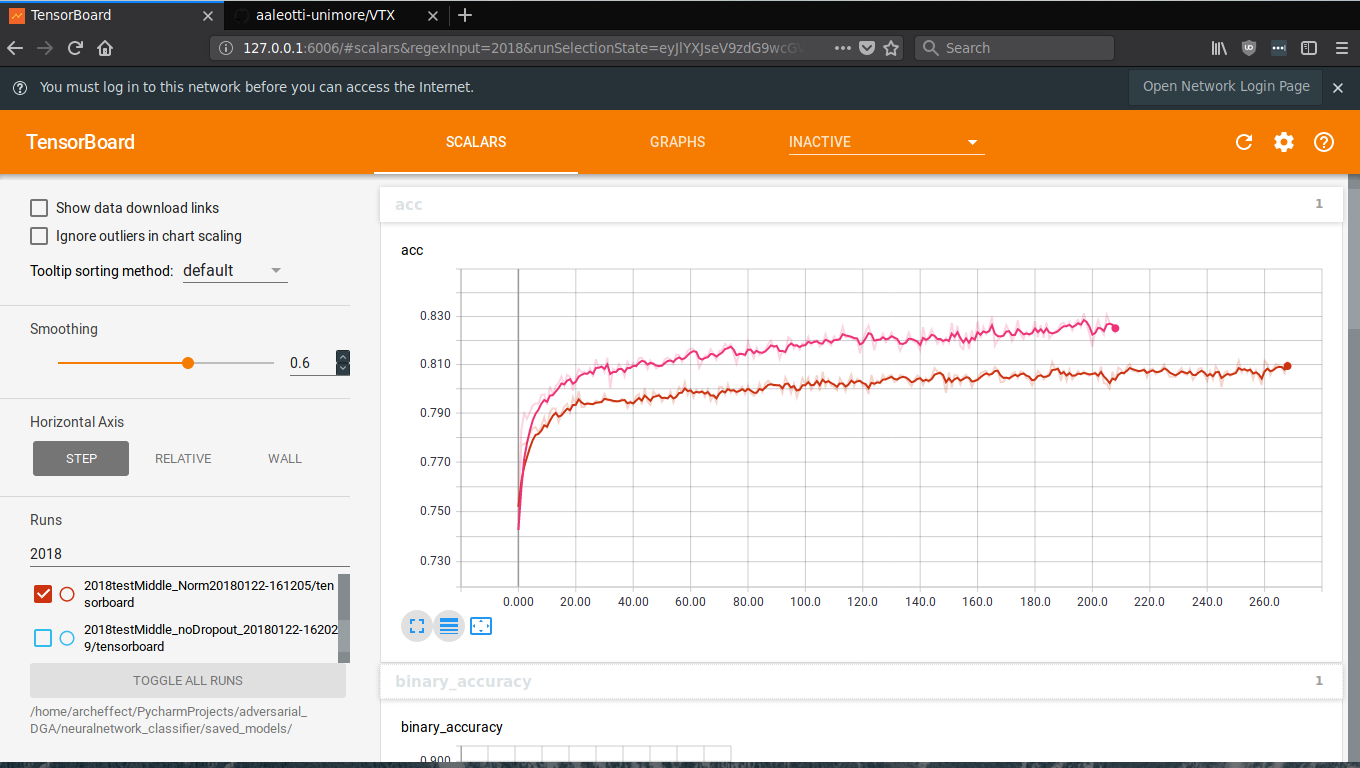 TensorBoard
aaleotti-unimore/VTX
127.0.0.1:6006/#scalars&regexInput=2018&runSelectionState=
Search
You must log in to this network before you can access the Internet.
Open Network Login Page
TensorBoard
SCALARS
GRAPHS
INACTIVE
Show data download links
Ignore outliers in chart scaling
Tooltip sorting method: default
Smoothing
0.6
Horizontal Axis
STEP RELATIVE WALL
Runs
2018
2018testMiddle_Norm20180122-161205/ten
sorboard
2018testMiddle_noDropout_20180122-16202
9/tensorboard
TOGGLE ALL RUNS
/home/archeffect/PycharmProjects/adversarial_
DGA/neuralnetwork_classifier/saved_models/
acc 1
acc
0.830
0.810
0.790
0.770
0.750
0.730
0.000 20.00 40.00 60.00 80.00 100.0 120.0 140.0 160.0 180.0 200.0 220.0 240.0 260.0
binary_accuracy 1
binary_accuracy
0.900